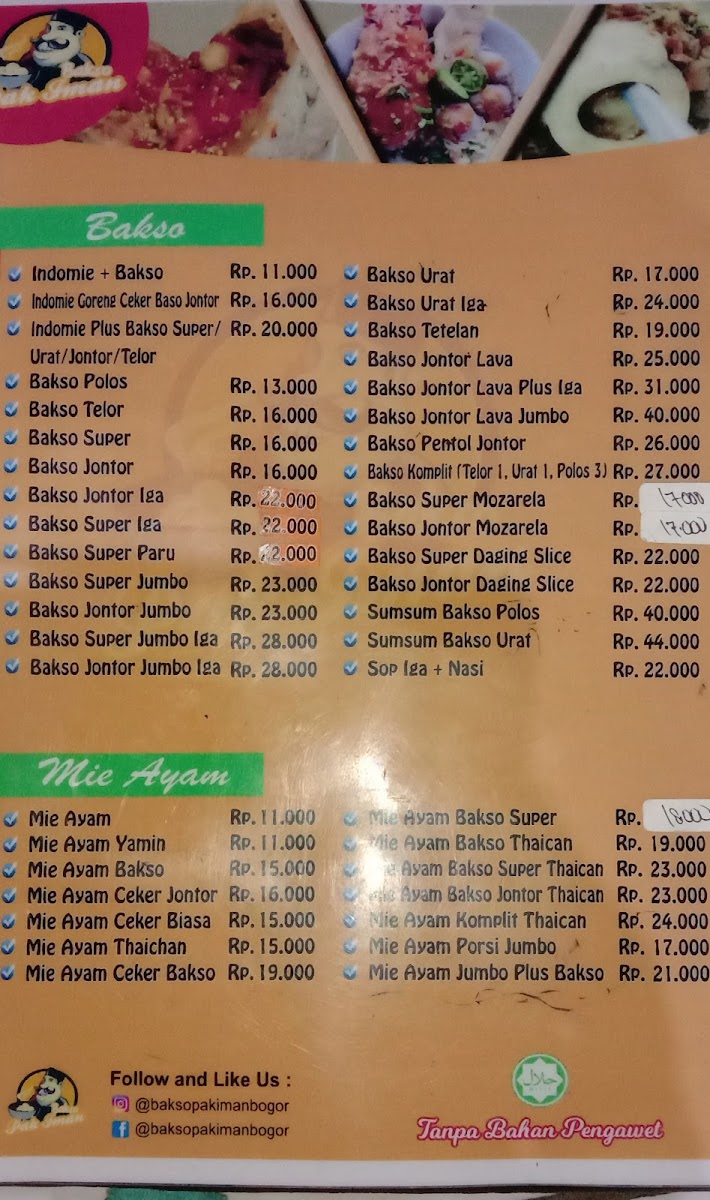 Bakso
Pak Iman
Bakso
Indomie + Bakso Rp. 11.000
Indomie Goreng Ceker Baso Jontor Rp. 16.000
Indomie Plus Bakso Super/ Rp. 20.000
Urat/Jontor/Telor
Bakso Polos Rp. 13.000
Bakso Telor Rp. 16.000
Bakso Super Rp. 16.000
Bakso Jontor Rp. 16.000
Bakso Jontor Iga Rp. 22.000
Bakso Super Iga Rp. 22.000
Bakso Super Paru Rp. 22.000
Bakso Super Jumbo Rp. 23.000
Bakso Jontor Jumbo Rp. 23.000
Bakso Super Jumbo Iga Rp. 28.000
Bakso Jontor Jumbo Iga Rp. 28.000
Bakso Urat Rp. 17.000
Bakso Urat Iga Rp. 24.000
Bakso Tetelan Rp. 19.000
Bakso Jontor Lava Rp. 25.000
Bakso Jontor Lava Plus Iga Rp. 31.000
Bakso Jontor Lava Jumbo Rp. 40.000
Bakso Pentol Jontor Rp. 26.000
Bakso Komplit (Telor 1, Urat 1, Polos 3) Rp. 27.000
Bakso Super Mozarela Rp. 17000
Bakso Jontor Mozarela Rp. 17.000
Bakso Super Daging Slice Rp. 22.000
Bakso Jontor Daging Slice Rp. 22.000
Sumsum Bakso Polos Rp. 40.000
Sumsum Bakso Urat Rp. 44.000
Sop Iga + Nasi Rp. 22.000
Mie Ayam
Mie Ayam Rp. 11.000
Mie Ayam Yamin Rp. 11.000
Mie Ayam Bakso Rp. 15.000
Mie Ayam Ceker Jontor Rp. 16.000
Mie Ayam Ceker Biasa Rp. 15.000
Mie Ayam Thaichan Rp. 15.000
Mie Ayam Ceker Bakso Rp. 19.000
Mie Ayam Bakso Super Rp. 18000
Mie Ayam Bakso Thaican Rp. 19.000
Mie Ayam Bakso Super Thaican Rp. 23.000
Mie Ayam Bakso Jontor Thaican Rp. 23.000
Mie Ayam Komplit Thaican Rp. 24.000
Mie Ayam Porsi Jumbo Rp. 17.000
Mie Ayam Jumbo Plus Bakso Rp. 21.000
Pak Iman
Follow and Like Us :
@baksopakimanbogor
@baksopakimanbogor
حلال
Tanpa Bahan Pengawet